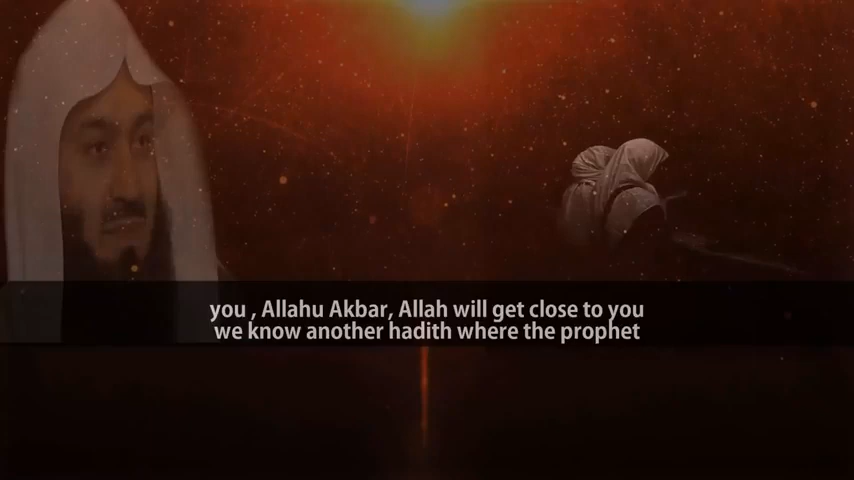 you , Allahu Akbar, Allah will get close to you
we know another hadith where the prophet